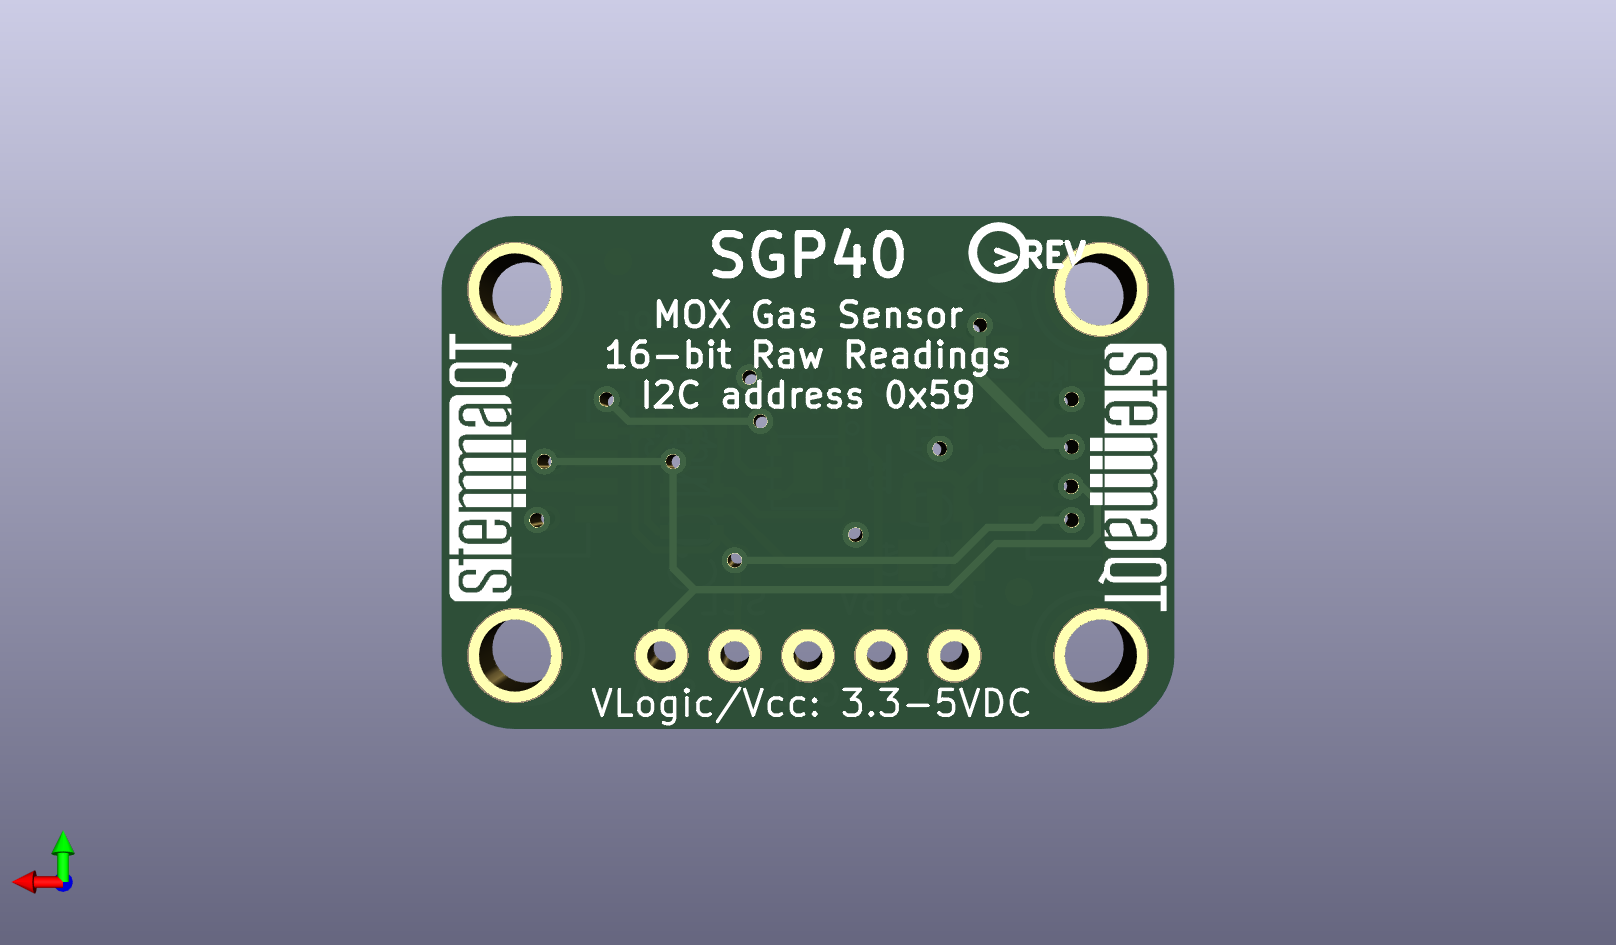 SGP40
>REV
MOX Gas Sensor
16-bit Raw Readings
I2C address 0x59
stemmaQT
stemmaQT
VLogic/Vcc: 3.3-5VDC